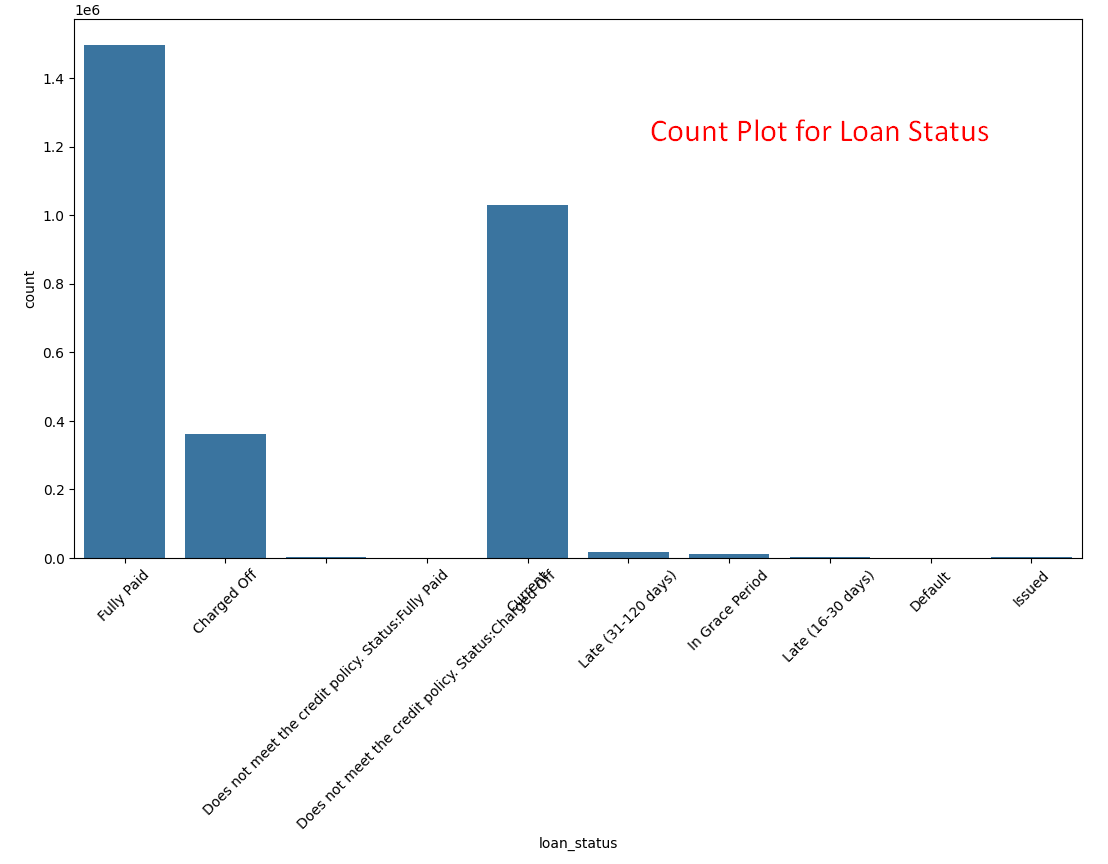 1e6
Count Plot for Loan Status
1.4
1.2
1.0
0.8
0.6
0.4
0.2
0.0
count
Fully Paid
Charged Off
Does not meet the credit policy. Status:Fully Paid
Does not meet the credit policy. Status:Charged Off
Current
Late (31-120 days)
In Grace Period
Late (16-30 days)
Default
Issued
loan_status